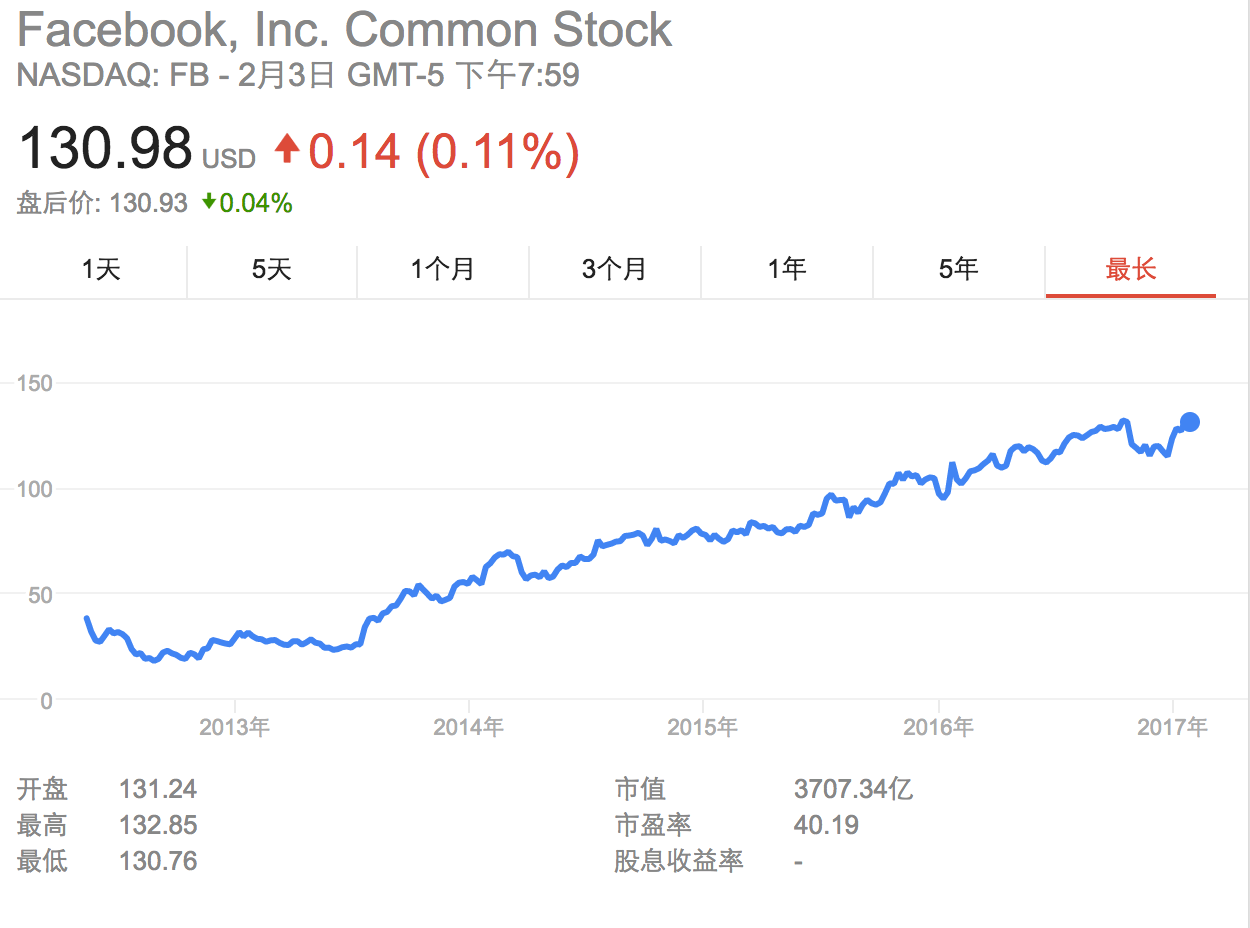 Facebook, Inc. Common Stock
NASDAQ: FB - 2月3日 GMT-5 下午7:59
130.98 USD ↑0.14 (0.11%)
盘后价: 130.93 ↓0.04%
1天 5天 1个月 3个月 1年 5年 最长
150
100
50
0
2013年 2014年 2015年 2016年 2017年
开盘 131.24 市值 3707.34亿
最高 132.85 市盈率 40.19
最低 130.76 股息收益率 -